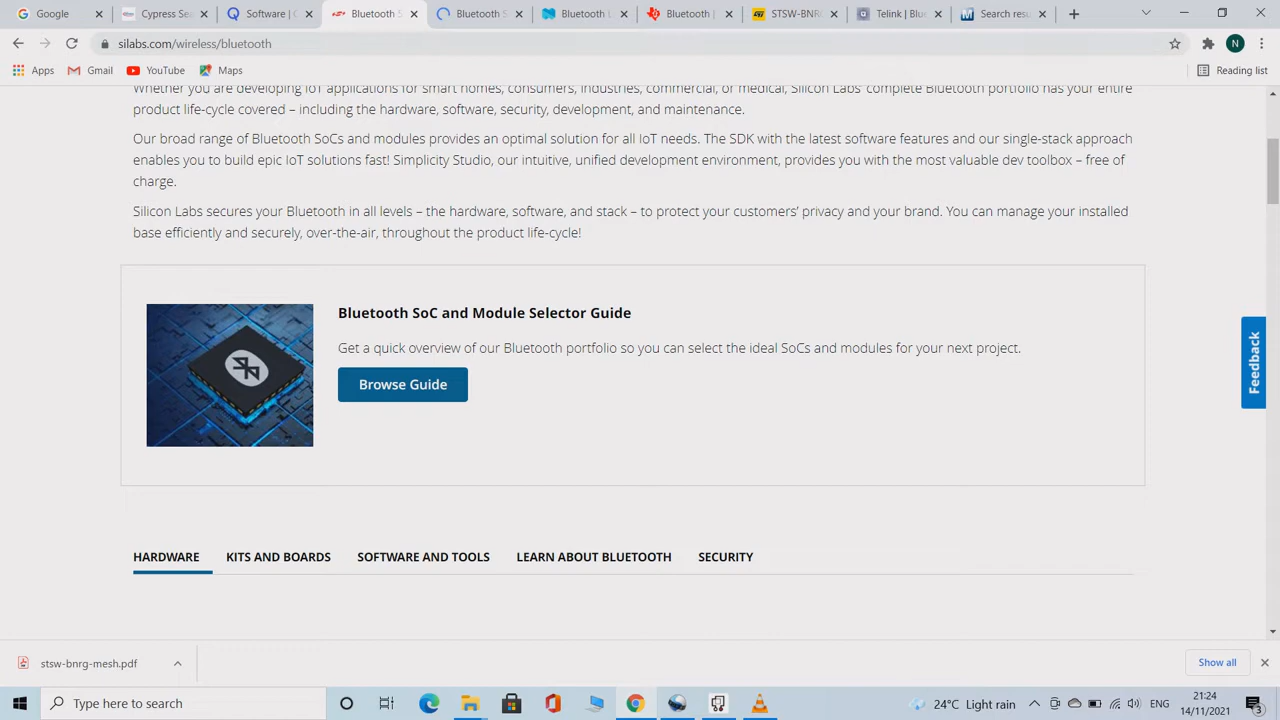 Google
Cypress Sea
Software | C
Bluetooth S
Bluetooth S
Bluetooth L
Bluetooth |
STSW-BNR
Telink | Blue
Search resu
silabs.com/wireless/bluetooth
N
Apps
Gmail
YouTube
Maps
Reading list
Whether you are developing IoT applications for smart homes, consumers, industries, commercial, or medical, Silicon Labs' complete Bluetooth portfolio has your entire
product life-cycle covered – including the hardware, software, security, development, and maintenance.
Our broad range of Bluetooth SoCs and modules provides an optimal solution for all IoT needs. The SDK with the latest software features and our single-stack approach
enables you to build epic IoT solutions fast! Simplicity Studio, our intuitive, unified development environment, provides you with the most valuable dev toolbox – free of
charge.
Silicon Labs secures your Bluetooth in all levels – the hardware, software, and stack – to protect your customers' privacy and your brand. You can manage your installed
base efficiently and securely, over-the-air, throughout the product life-cycle!
Bluetooth SoC and Module Selector Guide
Get a quick overview of our Bluetooth portfolio so you can select the ideal SoCs and modules for your next project.
Browse Guide
Feedback
HARDWARE
KITS AND BOARDS
SOFTWARE AND TOOLS
LEARN ABOUT BLUETOOTH
SECURITY
stsw-bnrg-mesh.pdf
Show all
Type here to search
24°C Light rain
ENG
21:24
14/11/2021
3